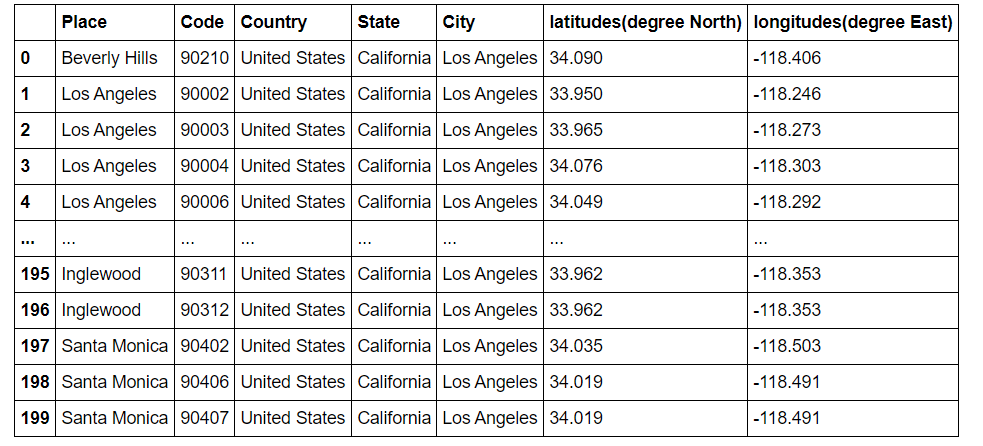 Place Code Country State City latitudes(degree North) longitudes(degree East)
0 Beverly Hills 90210 United States California Los Angeles 34.090 -118.406
1 Los Angeles 90002 United States California Los Angeles 33.950 -118.246
2 Los Angeles 90003 United States California Los Angeles 33.965 -118.273
3 Los Angeles 90004 United States California Los Angeles 34.076 -118.303
4 Los Angeles 90006 United States California Los Angeles 34.049 -118.292
... ... ... ... ... ... ... ...
195 Inglewood 90311 United States California Los Angeles 33.962 -118.353
196 Inglewood 90312 United States California Los Angeles 33.962 -118.353
197 Santa Monica 90402 United States California Los Angeles 34.035 -118.503
198 Santa Monica 90406 United States California Los Angeles 34.019 -118.491
199 Santa Monica 90407 United States California Los Angeles 34.019 -118.491